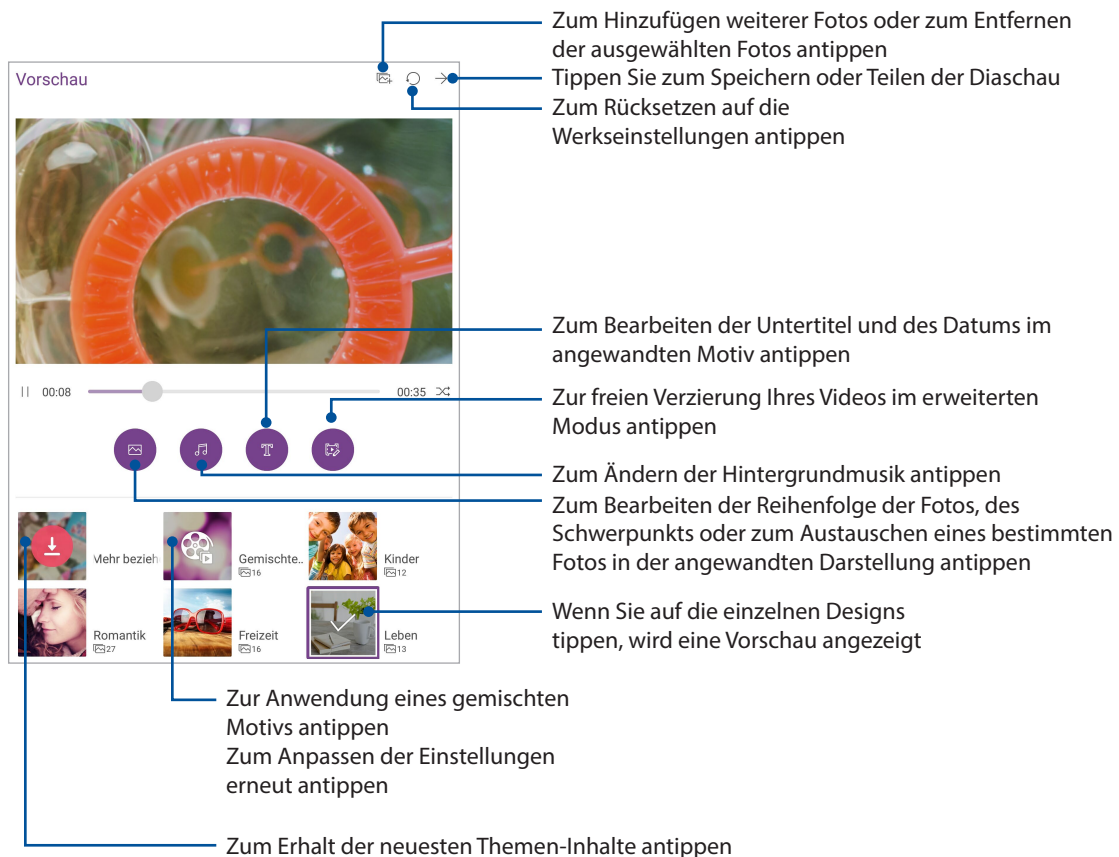 Zum Hinzufügen weiterer Fotos oder zum Entfernen
der ausgewählten Fotos antippen
Tippen Sie zum Speichern oder Teilen der Diaschau
Zum Rücksetzen auf die
Werkseinstellungen antippen
Vorschau
Zum Bearbeiten der Untertitel und des Datums im
angewandten Motiv antippen
00:08
00:35
Zur freien Verzierung Ihres Videos im erweiterten
Modus antippen
T
Zum Ändern der Hintergrundmusik antippen
Zum Bearbeiten der Reihenfolge der Fotos, des
Schwerpunkts oder zum Austauschen eines bestimmten
Fotos in der angewandten Darstellung antippen
Mehr bezieh
Gemischte..
16
Kinder
12
Romantik
27
Freizeit
16
Leben
13
Wenn Sie auf die einzelnen Designs
tippen, wird eine Vorschau angezeigt
Zur Anwendung eines gemischten
Motivs antippen
Zum Anpassen der Einstellungen
erneut antippen
Zum Erhalt der neuesten Themen-Inhalte antippen